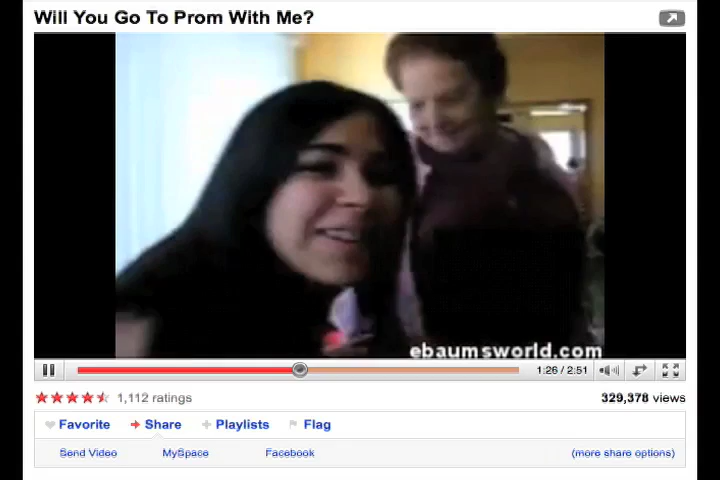 Will You Go To Prom With Me?
ebaumsworld.com
1:26 / 2:51
1,112 ratings
329,378 views
Favorite Share Playlists Flag
Send Video MySpace Facebook (more share options)